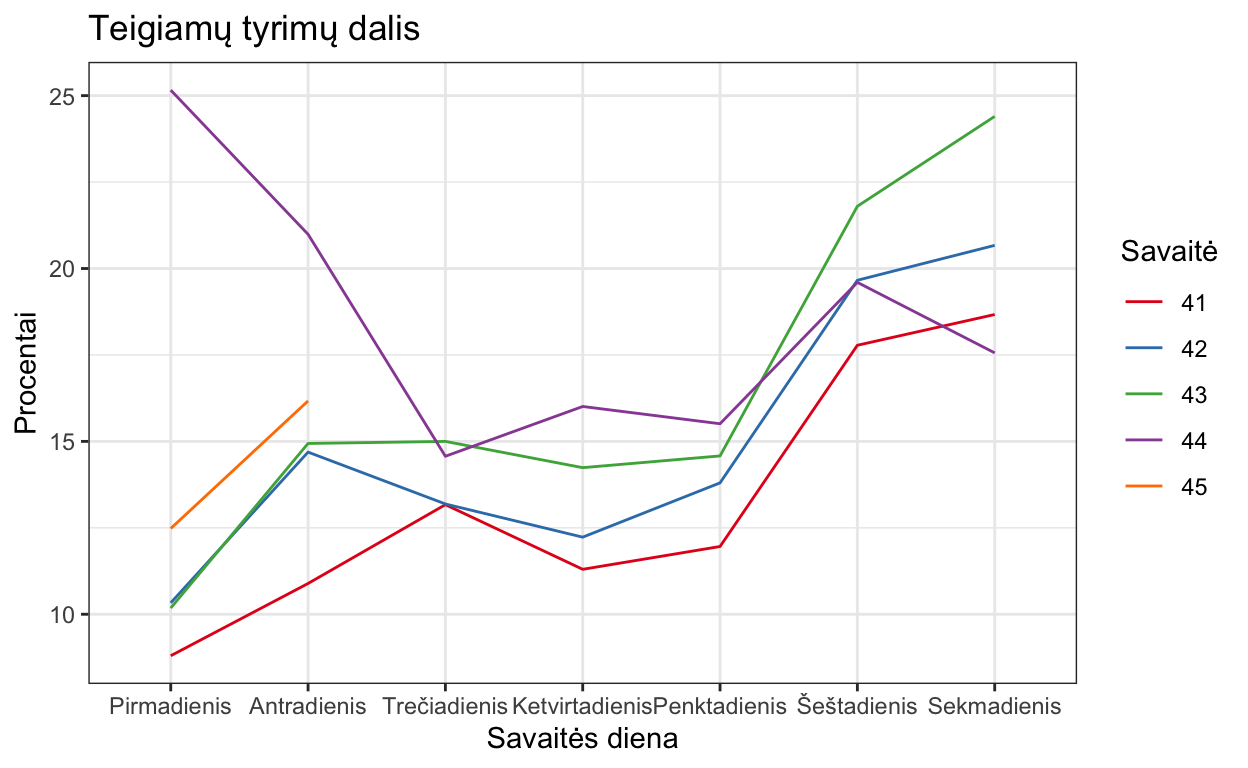 Teigiamų tyrimų dalis
25
20
15
10
Procentai
Pirmadienis Antradienis Trečiadienis Ketvirtadienis Penktadienis Šeštadienis Sekmadienis
Savaitės diena
Savaitė
41
42
43
44
45